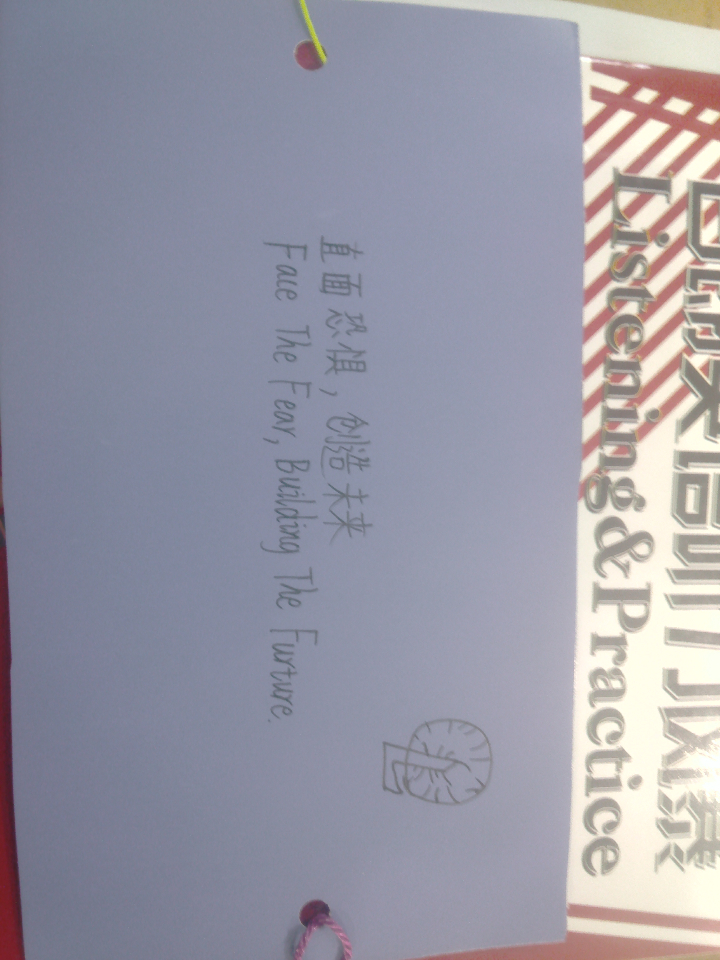 直面恐惧，创造未来
Face The Fear, Building The Furture.
Listening&Practice